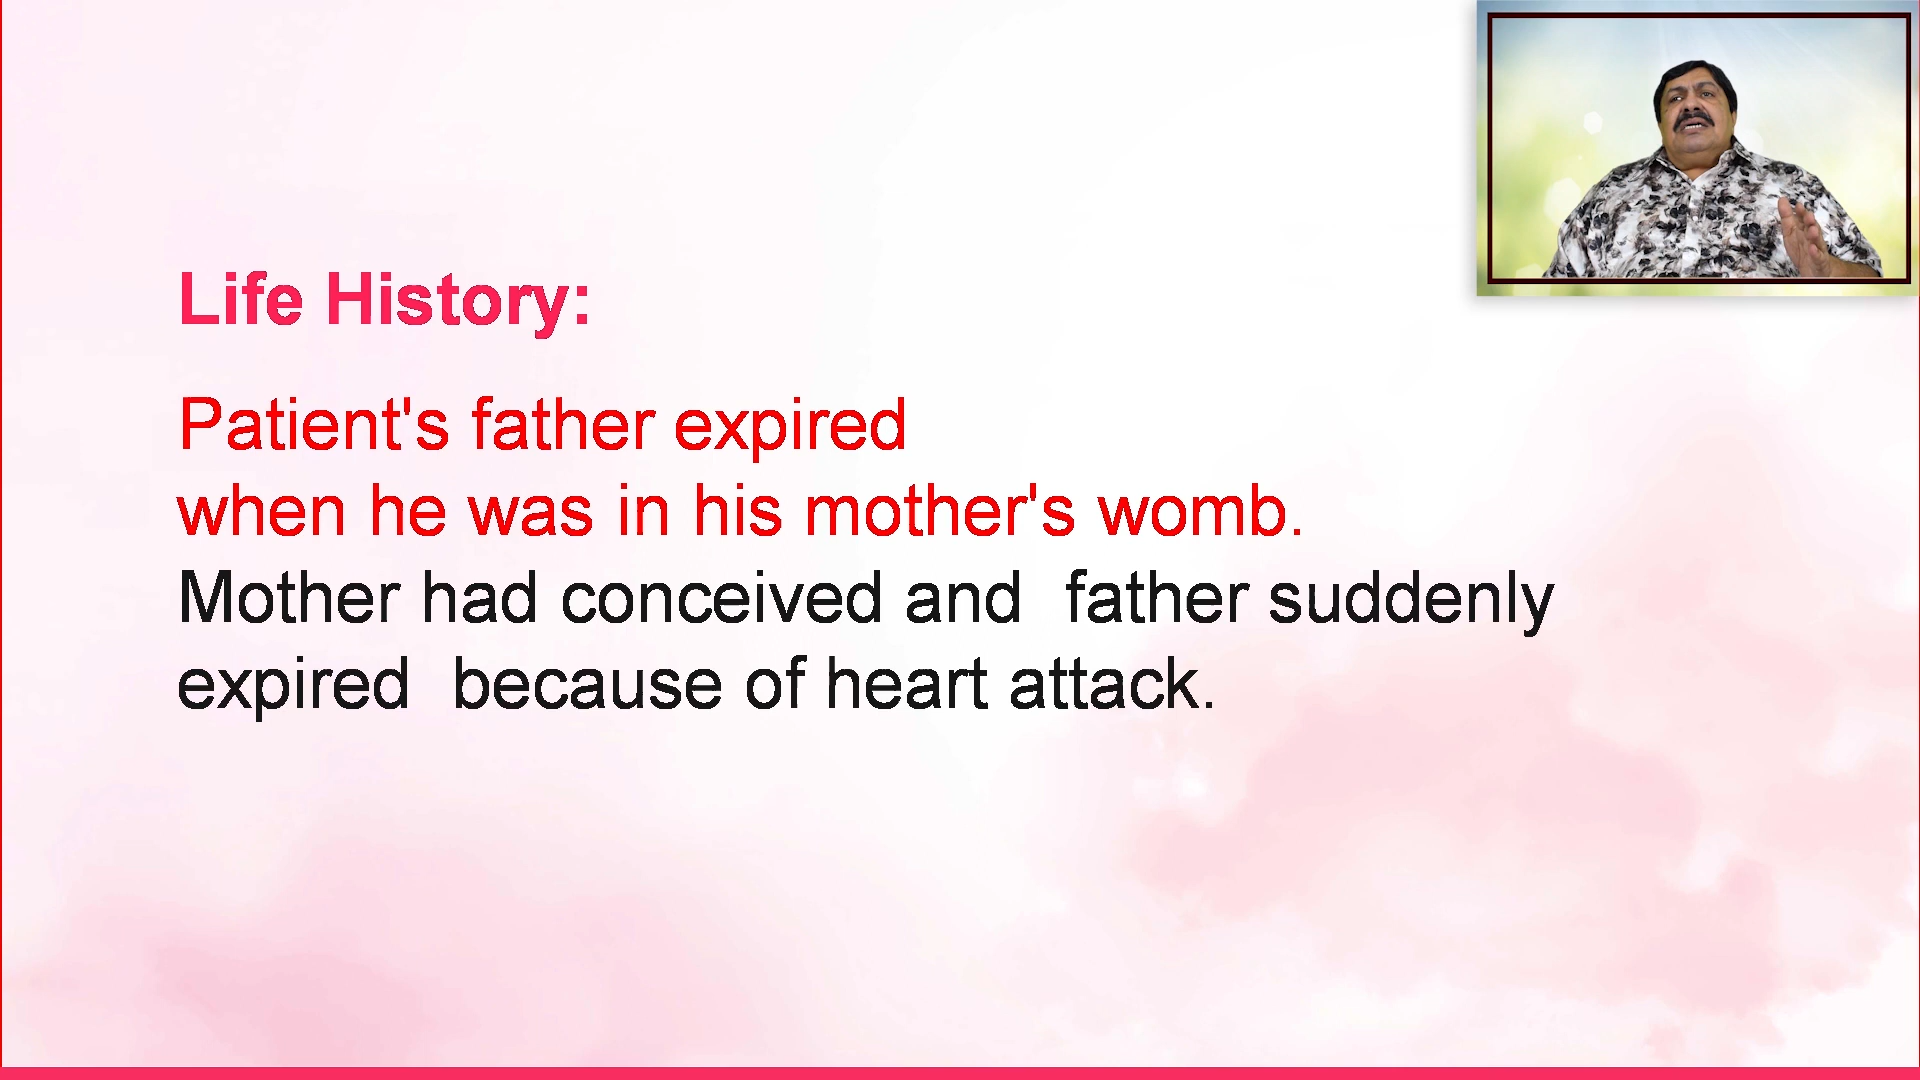 Life History:
Patient's father expired
when he was in his mother's womb.
Mother had conceived and  father suddenly
expired  because of heart attack.